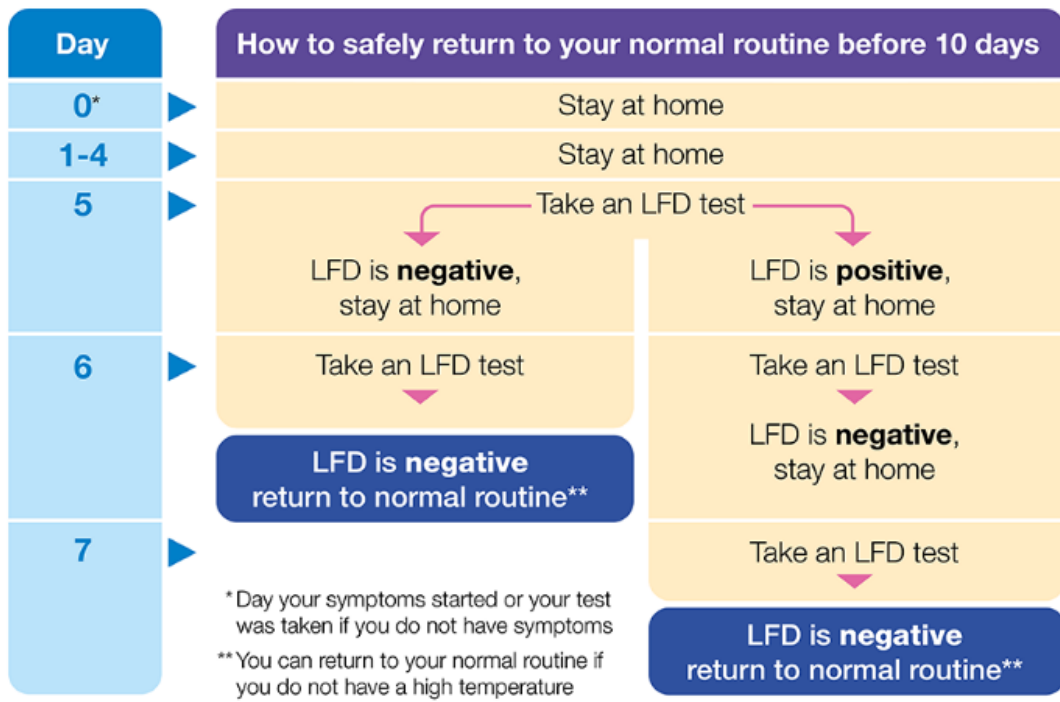 Day
How to safely return to your normal routine before 10 days
0*
Stay at home
1-4
Stay at home
5
Take an LFD test
LFD is negative,
stay at home
LFD is positive,
stay at home
6
Take an LFD test
LFD is negative
return to normal routine**
Take an LFD test
LFD is negative,
stay at home
7
Take an LFD test
LFD is negative
return to normal routine**
* Day your symptoms started or your test
was taken if you do not have symptoms
** You can return to your normal routine if
you do not have a high temperature